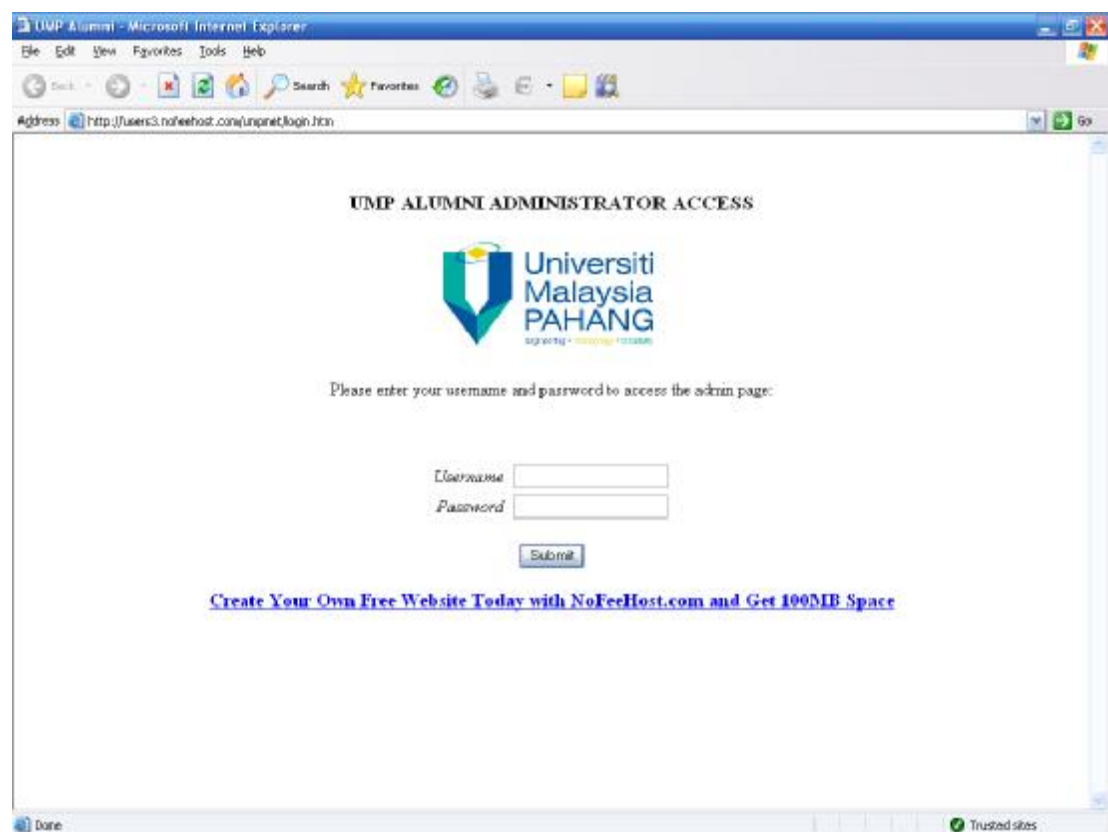 UMP Alumni - Microsoft Internet Explorer
File Edit View Favorites Tools Help
Back Search Favorites
Address http://users3.nofeehost.com/umpnet/login.htm Go
UMP ALUMNI ADMINISTRATOR ACCESS
Universiti
Malaysia
PAHANG
Please enter your username and password to access the admin page:
Username
Password
Submit
Create Your Own Free Website Today with NoFeeHost.com and Get 100MB Space
Done Trusted sites